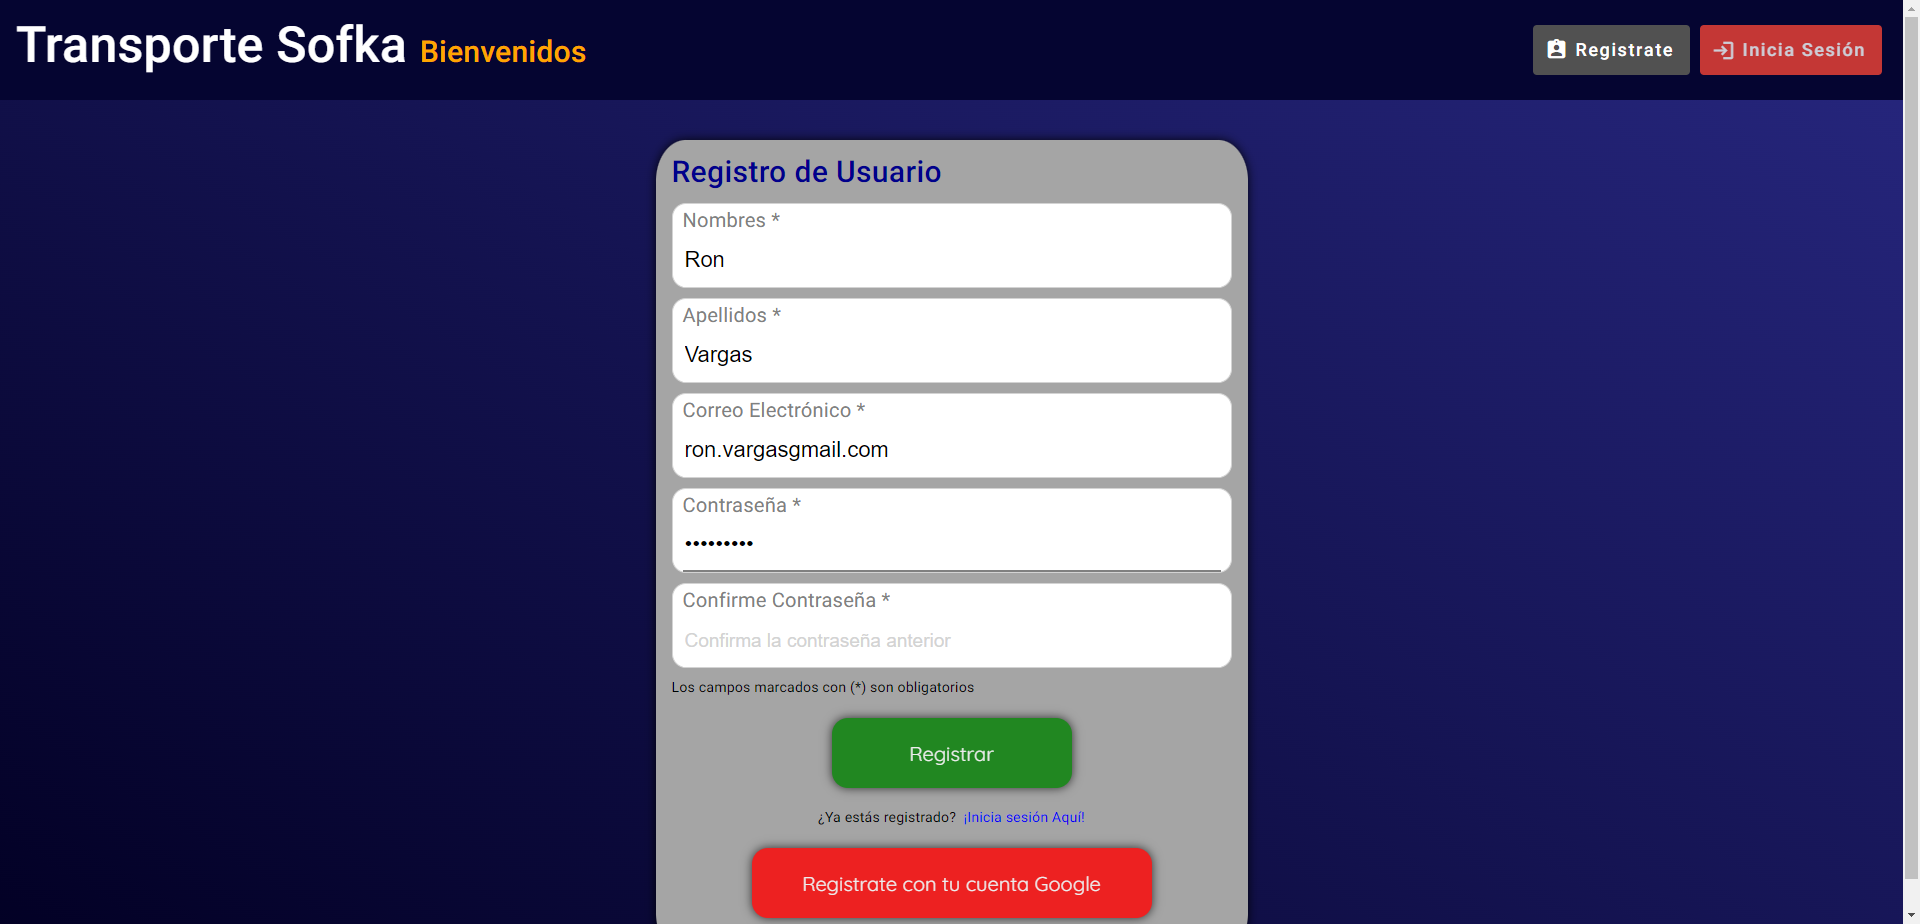 Transporte Sofka Bienvenidos
Registrate
Inicia Sesión
Registro de Usuario
Nombres *
Ron
Apellidos *
Vargas
Correo Electrónico *
ron.vargasgmail.com
Contraseña *
•••••••••
Confirme Contraseña *
Confirma la contraseña anterior
Los campos marcados con (*) son obligatorios
Registrar
¿Ya estás registrado? ¡Inicia sesión Aquí!
Registrate con tu cuenta Google